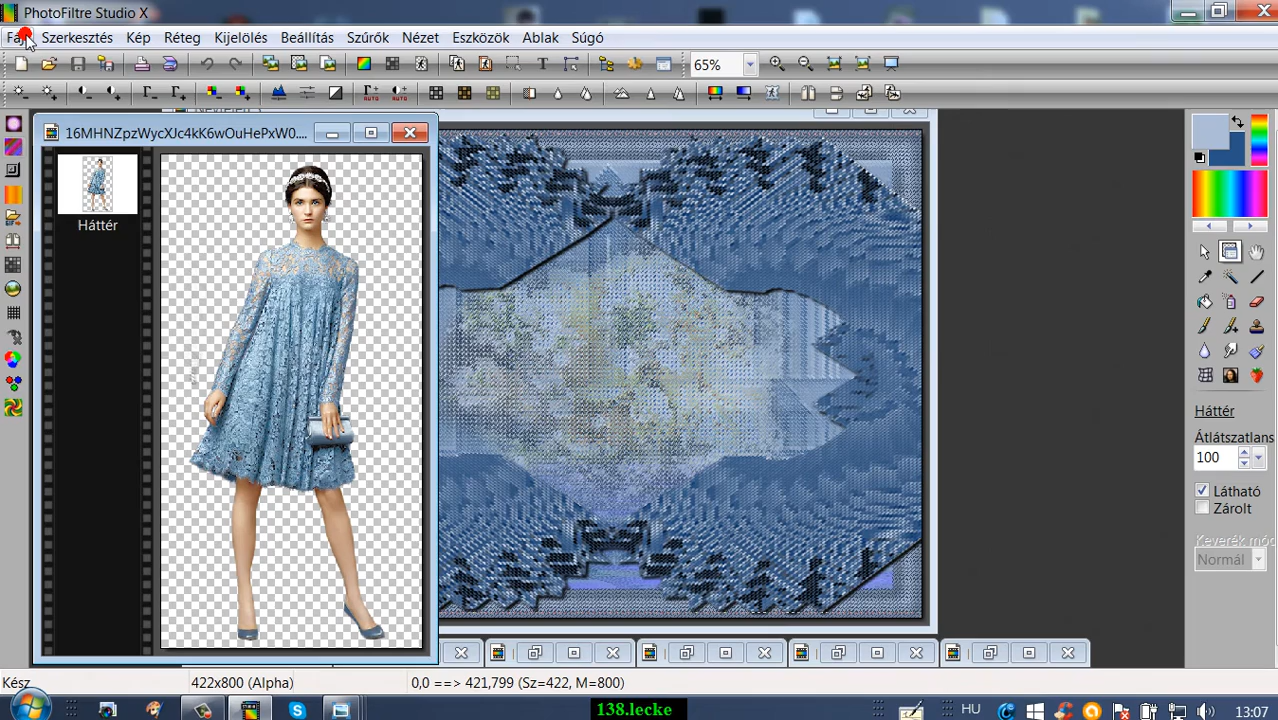 PhotoFiltre Studio X
Fájl Szerkesztés Kép Réteg Kijelölés Beállítás Szűrők Nézet Eszközök Ablak Súgó
65%
16MHNZpzWycXJc4kK6wOuHePxW0....
Háttér
Háttér
Átlátszatlans
100
Látható
Zárolt
Keverék mód
Normál
Kész
422x800 (Alpha)
0,0 ==> 421,799 (Sz=422, M=800)
138.lecke
HU
13:07